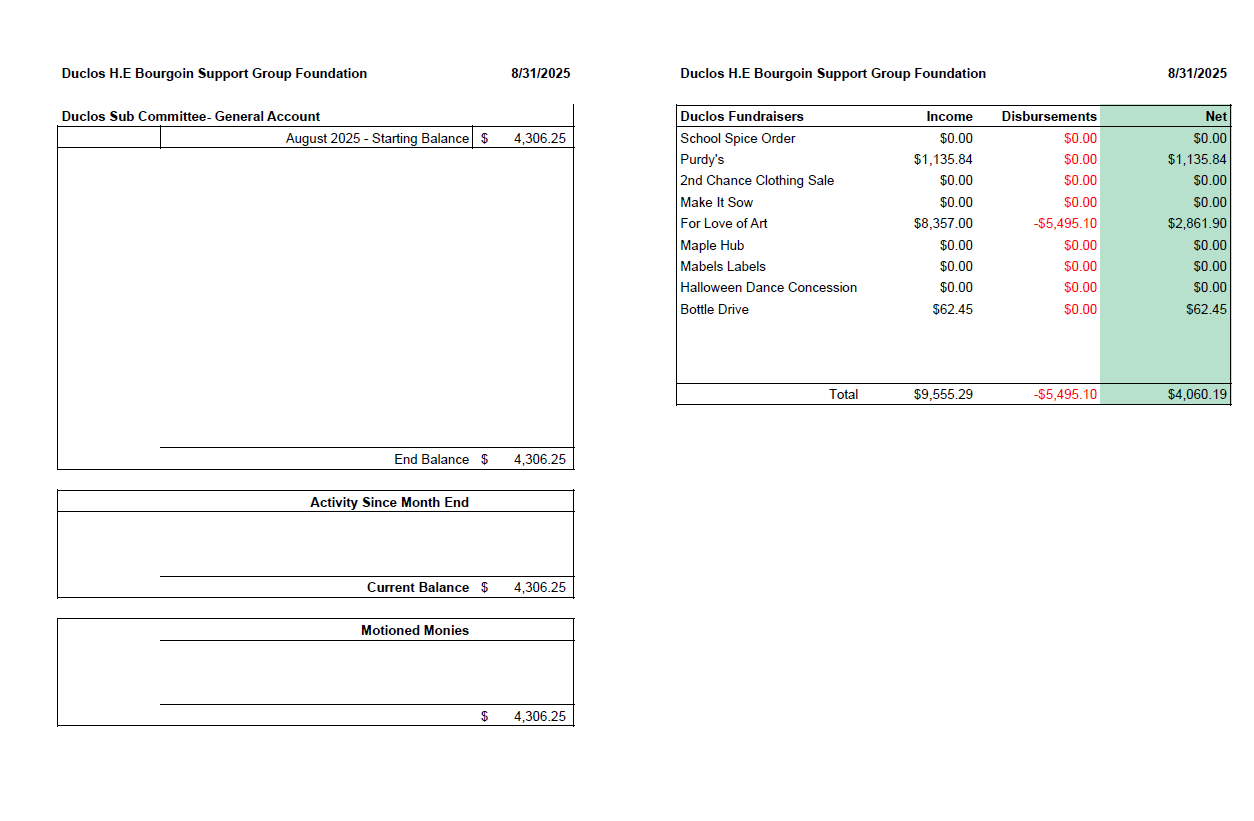 Duclos H.E Bourgoin Support Group Foundation 8/31/2025
Duclos Sub Committee- General Account
August 2025 - Starting Balance $ 4,306.25
End Balance $ 4,306.25
Activity Since Month End
Current Balance $ 4,306.25
Motioned Monies
$ 4,306.25
Duclos H.E Bourgoin Support Group Foundation 8/31/2025
Duclos Fundraisers Income Disbursements Net
School Spice Order $0.00 $0.00 $0.00
Purdy's $1,135.84 $0.00 $1,135.84
2nd Chance Clothing Sale $0.00 $0.00 $0.00
Make It Sow $0.00 $0.00 $0.00
For Love of Art $8,357.00 -$5,495.10 $2,861.90
Maple Hub $0.00 $0.00 $0.00
Mabels Labels $0.00 $0.00 $0.00
Halloween Dance Concession $0.00 $0.00 $0.00
Bottle Drive $62.45 $0.00 $62.45
Total $9,555.29 -$5,495.10 $4,060.19